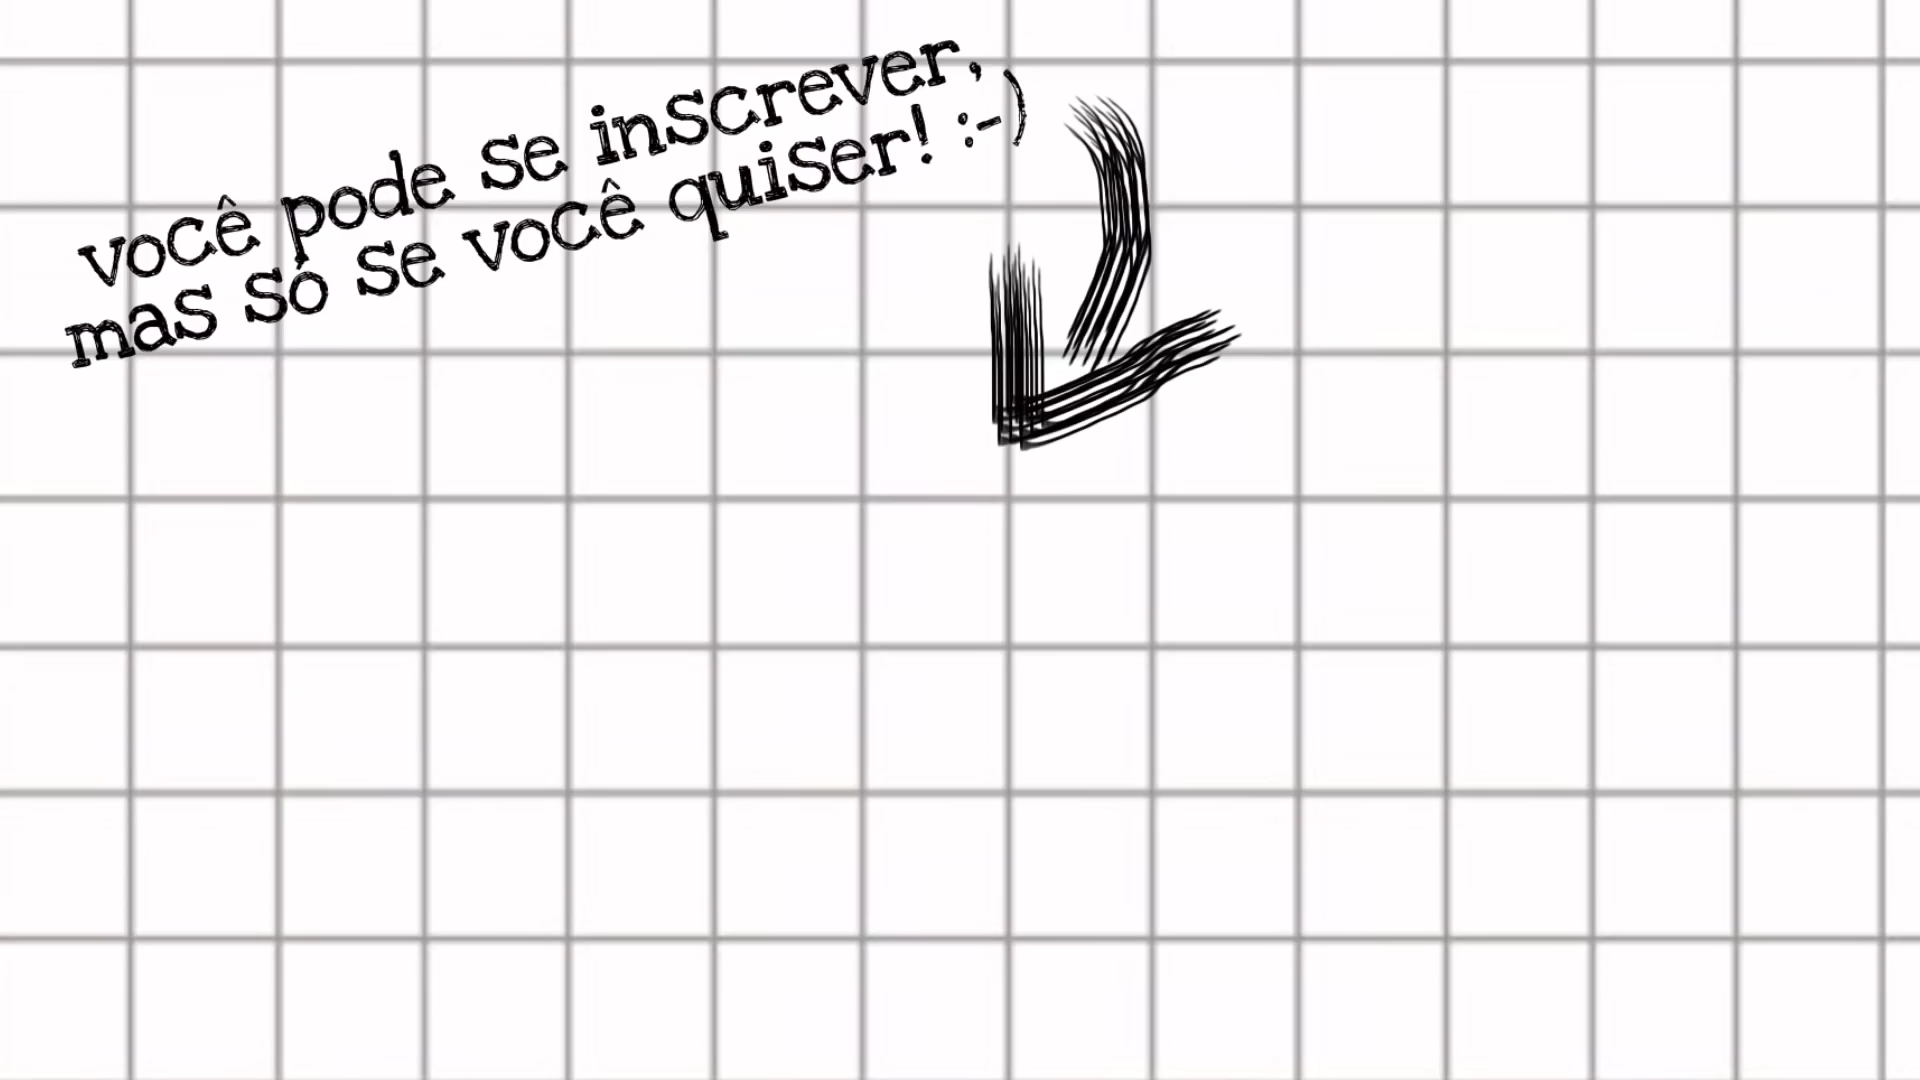 você pode se inscrever,
mas só se você quiser! :-)